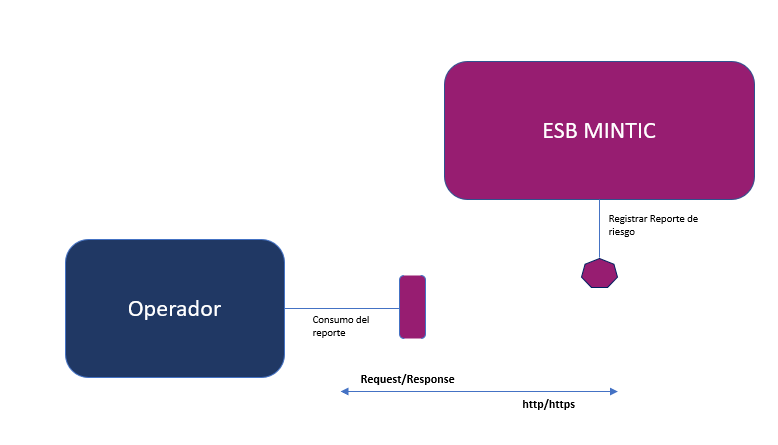 ESB MINTIC
Registrar Reporte de
riesgo
Operador
Consumo del
reporte
Request/Response
http/https